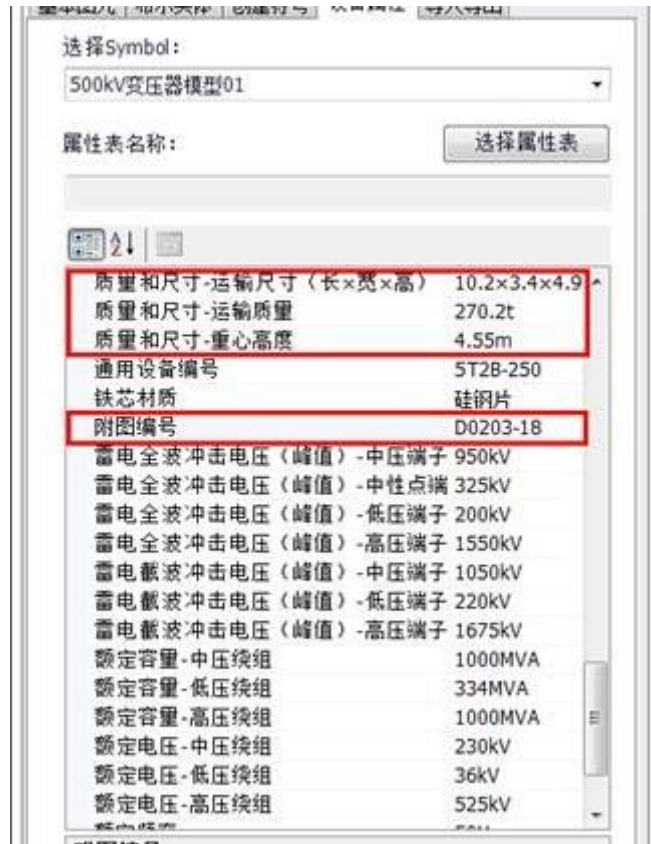 选择Symbol：
500kV变压器模型01
属性表名称：
选择属性表
质量和尺寸-运输尺寸（长×宽×高） 10.2×3.4×4.9
质量和尺寸-运输质量 270.2t
质量和尺寸-重心高度 4.55m
通用设备编号 5T2B-250
铁芯材质 硅钢片
附图编号 D0203-18
雷电全波冲击电压（峰值）-中压端子 950kV
雷电全波冲击电压（峰值）-中性点端 325kV
雷电全波冲击电压（峰值）-低压端子 200kV
雷电全波冲击电压（峰值）-高压端子 1550kV
雷电截波冲击电压（峰值）-中压端子 1050kV
雷电截波冲击电压（峰值）-低压端子 220kV
雷电截波冲击电压（峰值）-高压端子 1675kV
额定容量-中压绕组 1000MVA
额定容量-低压绕组 334MVA
额定容量-高压绕组 1000MVA
额定电压-中压绕组 230kV
额定电压-低压绕组 36kV
额定电压-高压绕组 525kV